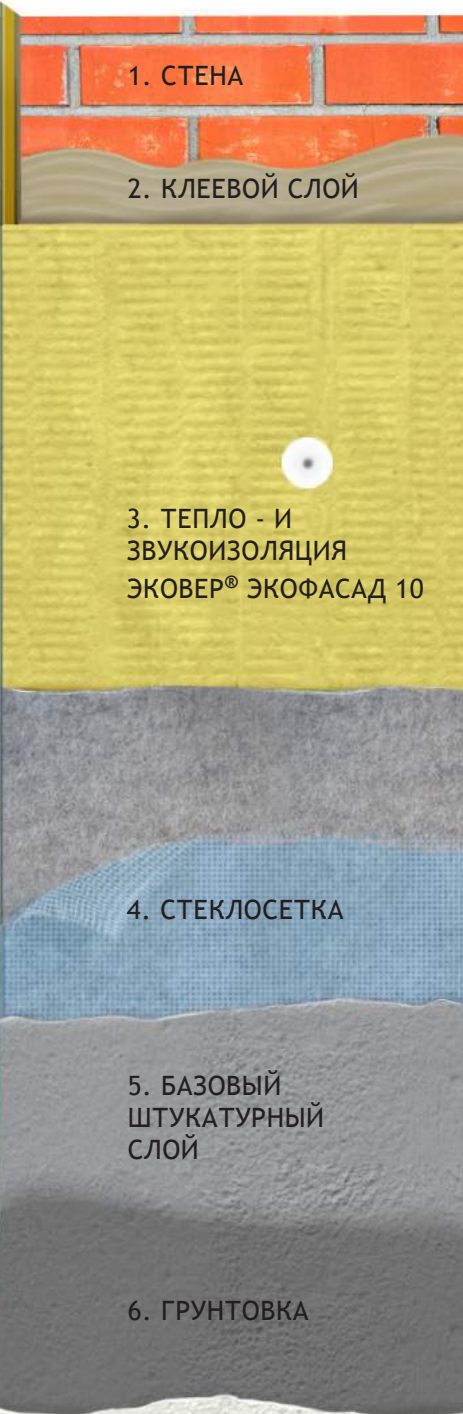 1. СТЕНА
2. КЛЕЕВОЙ СЛОЙ
3. ТЕПЛО - И
ЗВУКОИЗОЛЯЦИЯ
ЭКОВЕР® ЭКОФАСАД 10
4. СТЕКЛОСЕТКА
5. БАЗОВЫЙ
ШТУКАТУРНЫЙ
СЛОЙ
6. ГРУНТОВКА